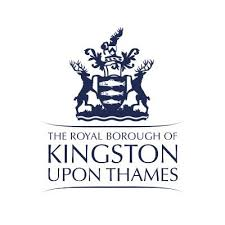 THE ROYAL BOROUGH OF
KINGSTON
UPON THAMES